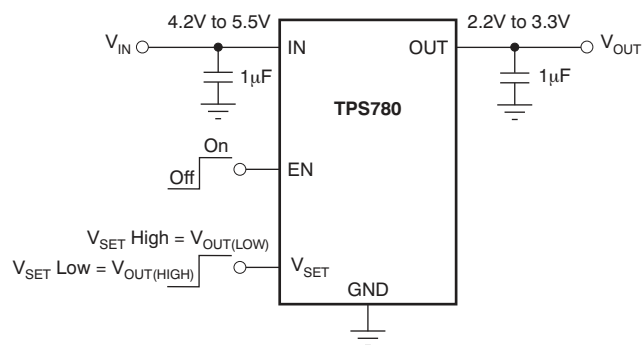 4.2V to 5.5V
2.2V to 3.3V
VIN
IN
OUT
VOUT
1μF
1μF
TPS780
On
Off
EN
VSET High = VOUT(LOW)
VSET Low = VOUT(HIGH)
VSET
GND